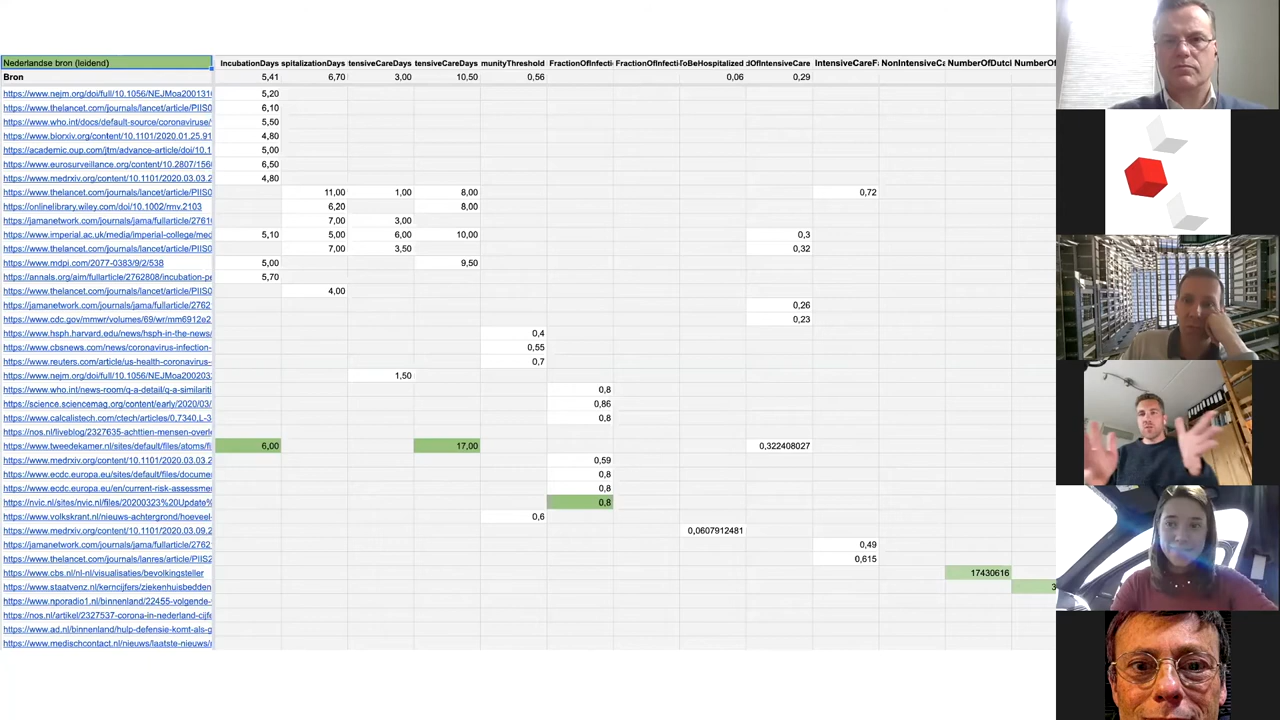 Nederlandse bron (leidend) IncubationDays spitalizationDays tensiveCareDays tensiveCareDays munityThreshold FractionOfInfecti FractionOfInfecti ToBeHospitalized dOfIntensiveCare IntensiveCareFa NonIntensiveCa NumberOfDutcl NumberOf
Bron 5,41 6,70 3,00 10,50 0,56 0,06 0,29
https://www.nejm.org/doi/full/10.1056/NEJMoa2001316 5,20
https://www.thelancet.com/journals/lancet/article/PIIS0 6,10
https://www.who.int/docs/default-source/coronaviruse/ 5,50
https://www.biorxiv.org/content/10.1101/2020.01.25.91 4,80
https://academic.oup.com/jtm/advance-article/doi/10.1 5,00
https://www.eurosurveillance.org/content/10.2807/1560 6,50
https://www.medrxiv.org/content/10.1101/2020.03.03.2 4,80
https://www.thelancet.com/journals/lancet/article/PIIS0 11,00 1,00 8,00 0,72
https://onlinelibrary.wiley.com/doi/10.1002/rmv.2103 6,20 8,00
https://jamanetwork.com/journals/jama/fullarticle/27610 7,00 3,00
https://www.imperial.ac.uk/media/imperial-college/med 5,10 5,00 6,00 10,00 0,3
https://www.thelancet.com/journals/lancet/article/PIIS0 7,00 3,50 0,32
https://www.mdpi.com/2077-0383/9/2/538 5,00 9,50
https://annals.org/aim/fullarticle/2762808/incubation-pe 5,70
https://www.thelancet.com/journals/lancet/article/PIIS0 4,00
https://jamanetwork.com/journals/jama/fullarticle/2762 0,26
https://www.cdc.gov/mmwr/volumes/69/wr/mm6912e2 0,23
https://www.hsph.harvard.edu/news/hsph-in-the-news/ 0,4
https://www.cbsnews.com/news/coronavirus-infection- 0,55
https://www.reuters.com/article/us-health-coronavirus- 0,7
https://www.nejm.org/doi/full/10.1056/NEJMoa200203 1,50
https://www.who.int/news-room/q-a-detail/q-a-similariti 0,8
https://science.sciencemag.org/content/early/2020/03/ 0,86
https://www.calcalistech.com/ctech/articles/0,7340,L-3 0,8
https://nos.nl/liveblog/2327635-achttien-mensen-overle
https://www.tweedekamer.nl/sites/default/files/atoms/fi 6,00 17,00 0,322408027
https://www.medrxiv.org/content/10.1101/2020.03.03.2 0,59
https://www.ecdc.europa.eu/sites/default/files/docume 0,8
https://www.ecdc.europa.eu/en/current-risk-assessme 0,8
https://nvic.nl/sites/nvic.nl/files/20200323%20Update% 0,8
https://www.volkskrant.nl/nieuws-achtergrond/hoeveel- 0,6
https://www.medrxiv.org/content/10.1101/2020.03.09.2 0,0607912481
https://jamanetwork.com/journals/jama/fullarticle/2762 0,49
https://www.thelancet.com/journals/lanres/article/PIIS2 0,615
https://www.cbs.nl/nl-nl/visualisaties/bevolkingsteller 17430616
https://www.staatvenz.nl/kerncijfers/ziekenhuisbedden 3
https://www.nporadio1.nl/binnenland/22455-volgende-
https://nos.nl/artikel/2327537-corona-in-nederland-cijfe
https://www.ad.nl/binnenland/hulp-defensie-komt-als-g
https://www.medischcontact.nl/nieuws/laatste-nieuws/